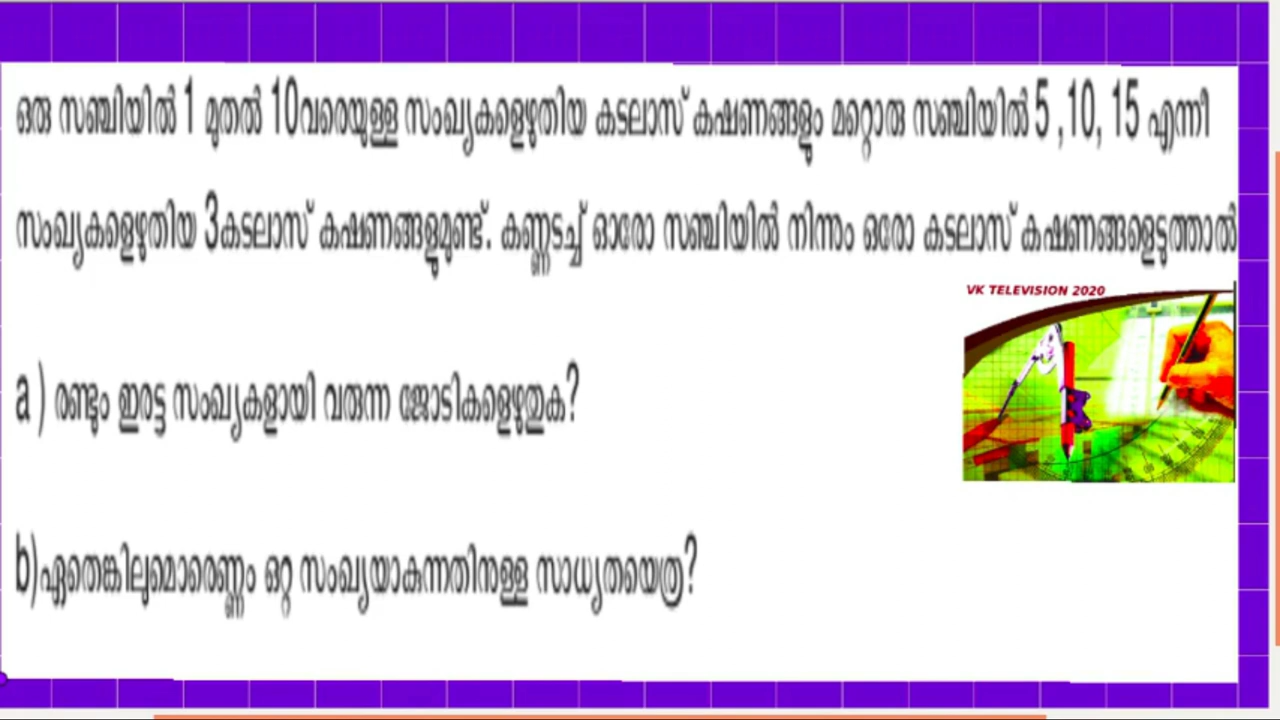 ഒരു സഞ്ചിയിൽ 1 മുതൽ 10വരെയുള്ള സംഖ്യകളെഴുതിയ കടലാസ് കഷണങ്ങളും മറ്റൊരു സഞ്ചിയിൽ 5 ,10, 15 എന്നീ
സംഖ്യകളെഴുതിയ 3കടലാസ് കഷണങ്ങളുമുണ്ട്. കണ്ണടച്ച് ഓരോ സഞ്ചിയിൽ നിന്നും ഒരോ കടലാസ് കഷണങ്ങളെടുത്താൽ
VK TELEVISION 2020
a ) രണ്ടും ഇരട്ട സംഖ്യകളായി വരുന്ന ജോടികളെഴുതുക?
b)ഏതെങ്കിലുമൊരെണ്ണം ഒറ്റ സംഖ്യയാകുന്നതിനുള്ള സാധ്യതയെത്ര?